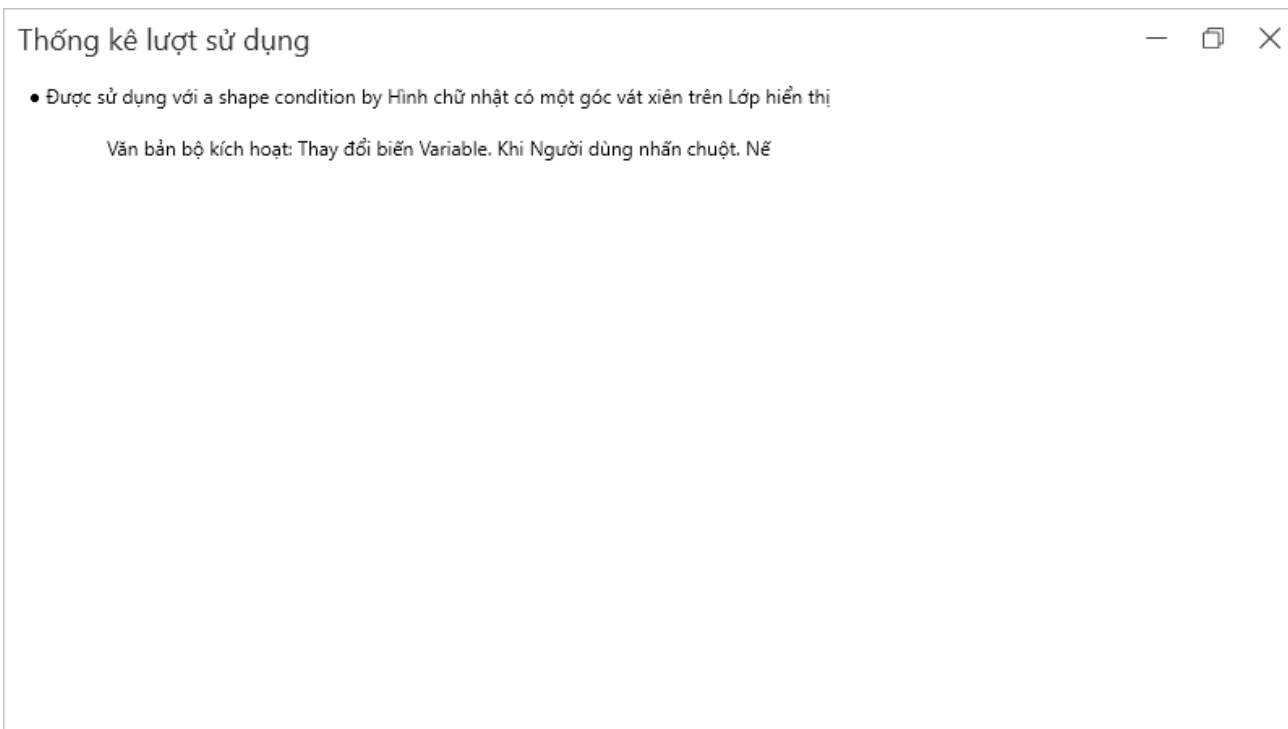 Thống kê lượt sử dụng
● Được sử dụng với a shape condition by Hình chữ nhật có một góc vát xiên trên Lớp hiển thị
Văn bản bộ kích hoạt: Thay đổi biến Variable. Khi Người dùng nhấn chuột. Nế